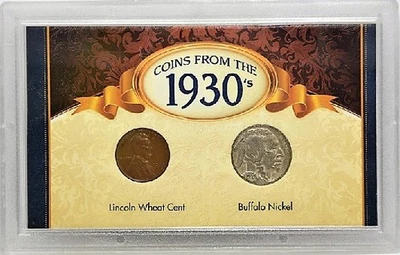 COINS FROM THE
1930's
Lincoln Wheat Cent
Buffalo Nickel